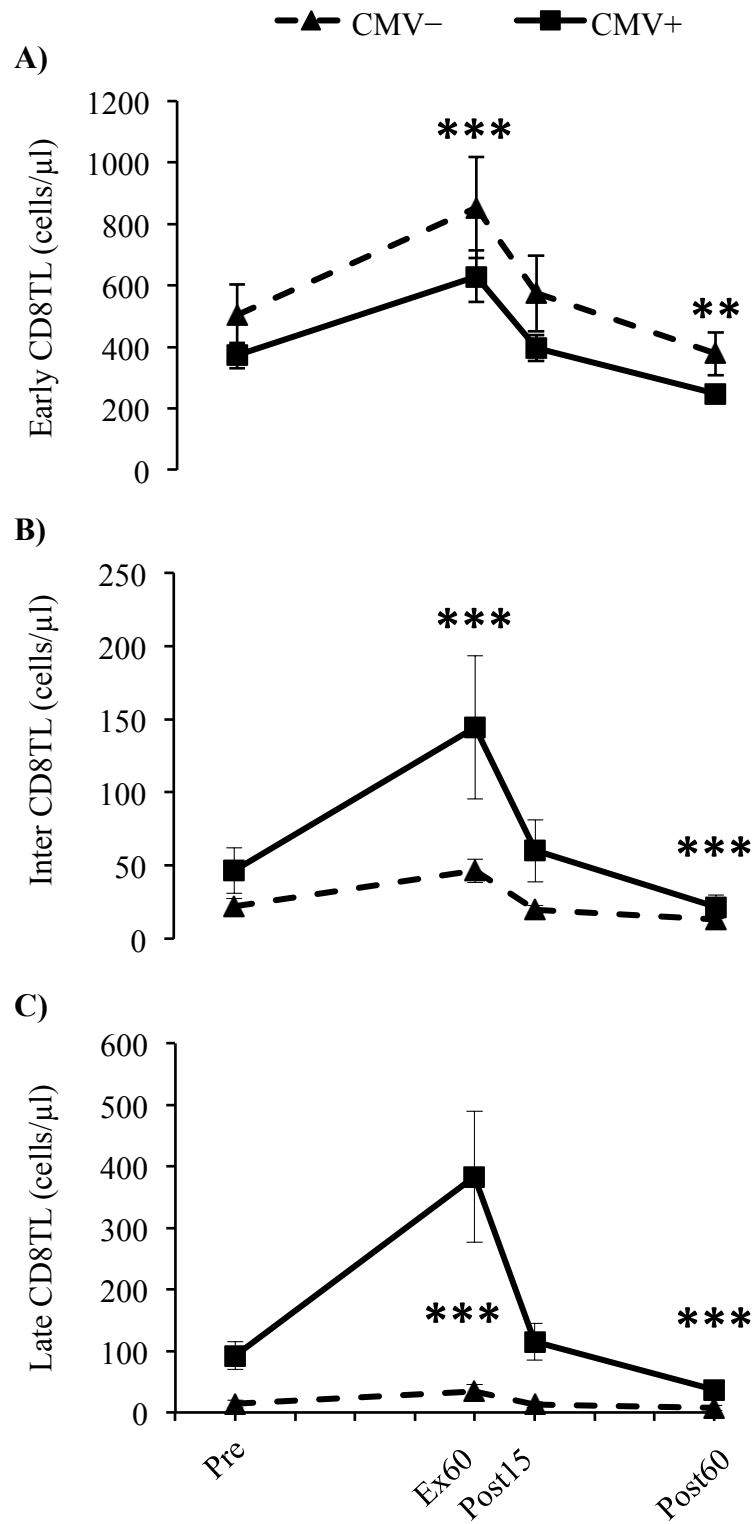 CMV− CMV+
A)
Early CD8TL (cells/µl)
1200
1000
800
600
400
200
0
***
**
B)
Inter CD8TL (cells/µl)
250
200
150
100
50
0
***
***
C)
Late CD8TL (cells/µl)
600
500
400
300
200
100
0
***
***
Pre
Ex60
Post15
Post60